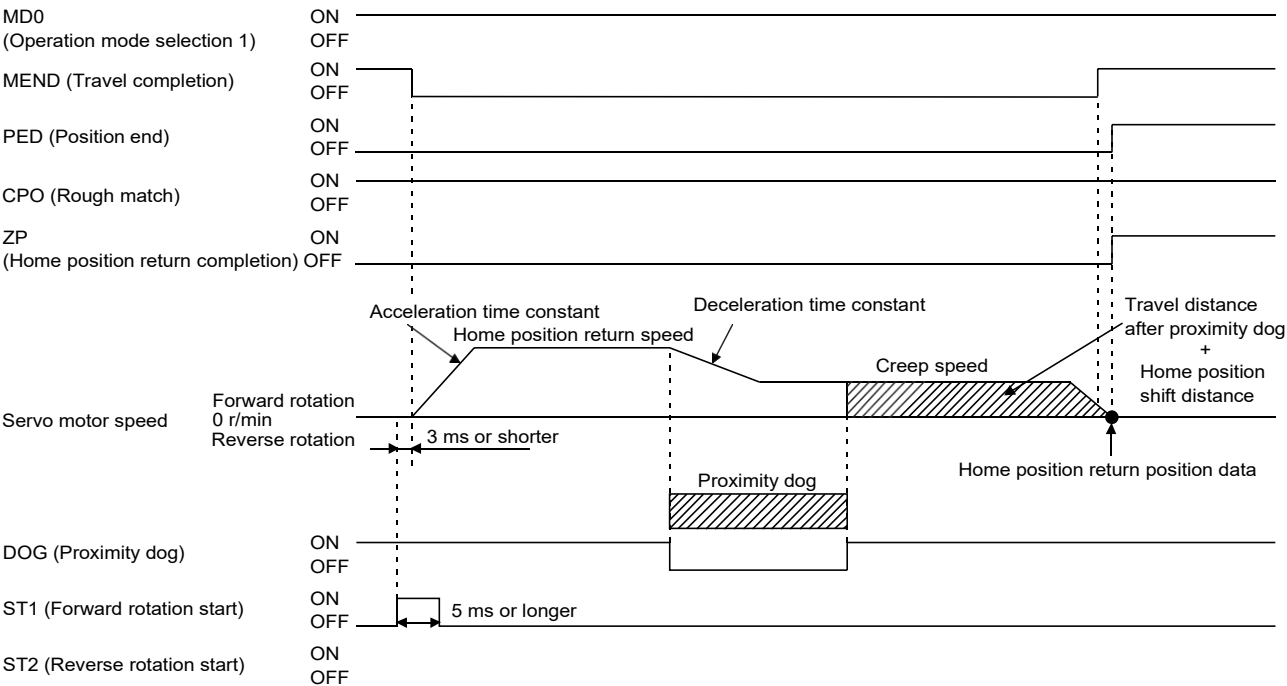 MD0 ON
(Operation mode selection 1) OFF
MEND (Travel completion) ON
OFF
PED (Position end) ON
OFF
CPO (Rough match) ON
OFF
ZP ON
(Home position return completion) OFF
Acceleration time constant
Home position return speed
Deceleration time constant
Creep speed
Travel distance
after proximity dog
+
Home position
shift distance
Servo motor speed
Forward rotation
0 r/min
Reverse rotation
3 ms or shorter
Home position return position data
Proximity dog
DOG (Proximity dog) ON
OFF
ST1 (Forward rotation start) ON
OFF
5 ms or longer
ST2 (Reverse rotation start) ON
OFF